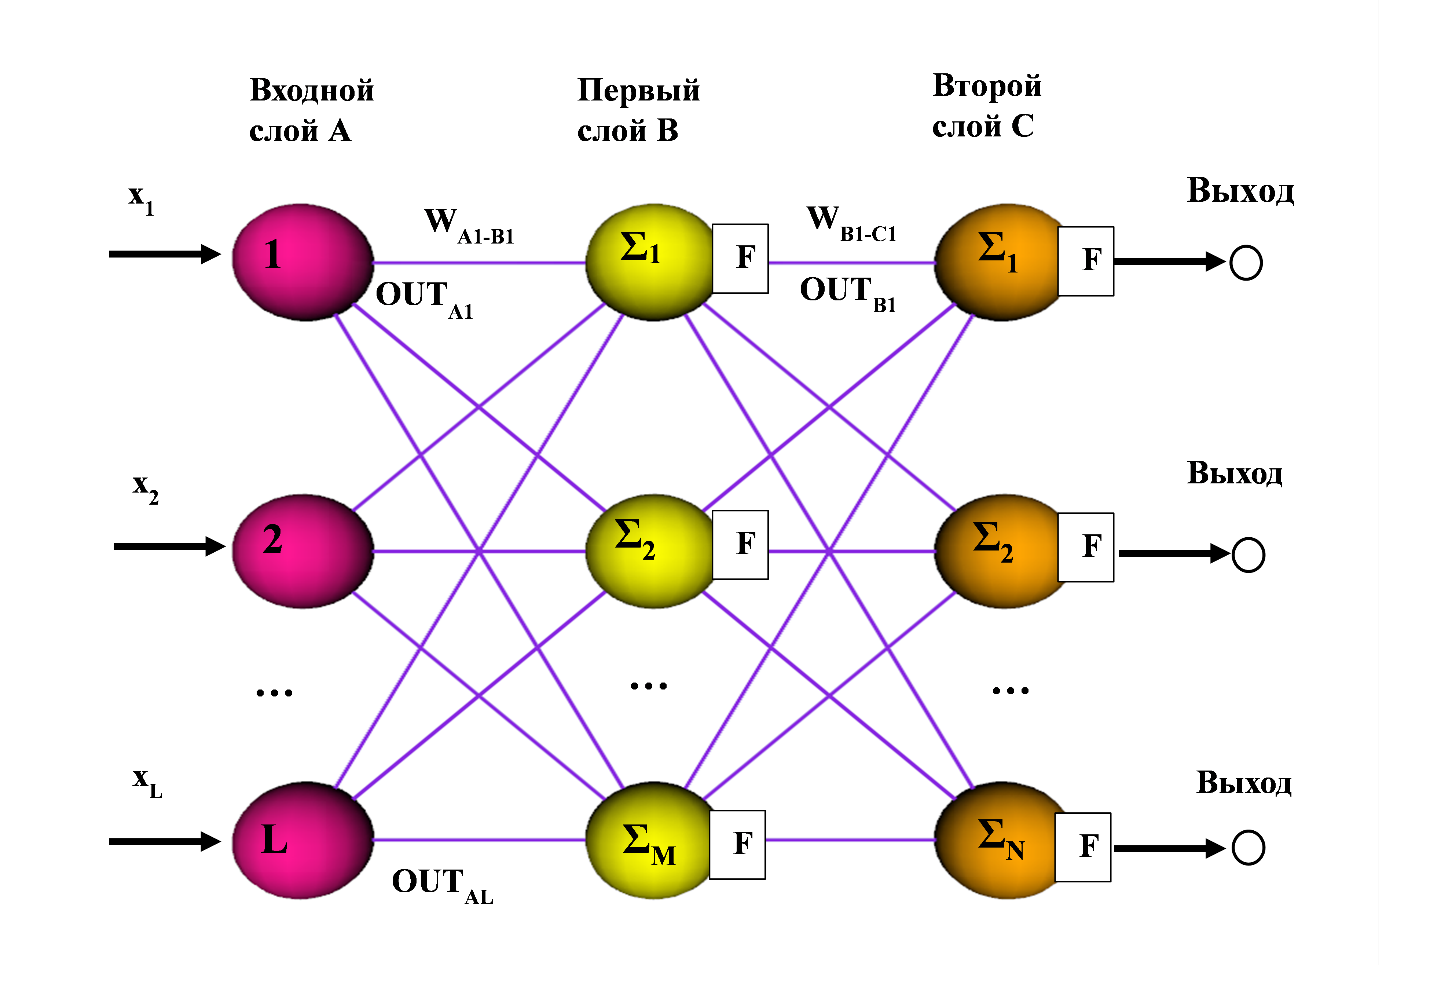 Входной
слой А
Первый
слой В
Второй
слой С
x1
WA1-B1
WB1-C1
Выход
1
Σ1
F
Σ1
F
OUTA1
OUTB1
x2
Выход
2
Σ2
F
Σ2
F
...
...
...
xL
Выход
L
ΣM
F
ΣN
F
OUTAL